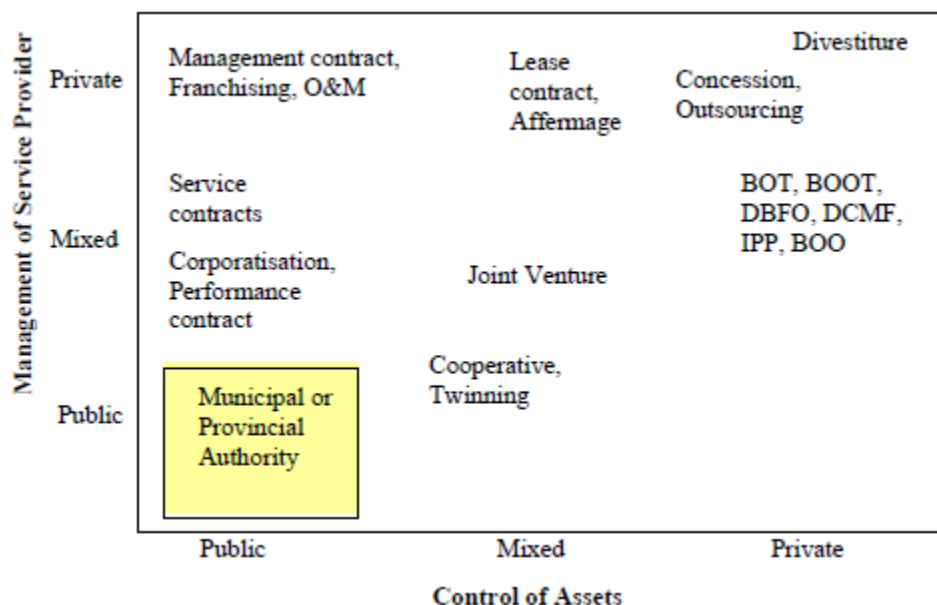 Management of Service Provider
Private
Mixed
Public
Management contract,
Franchising, O&M
Lease
contract,
Affermage
Divestiture
Concession,
Outsourcing
Service
contracts
BOT, BOOT,
DBFO, DCMF,
IPP, BOO
Corporatisation,
Performance
contract
Joint Venture
Cooperative,
Twinning
Municipal or
Provincial
Authority
Public
Mixed
Private
Control of Assets